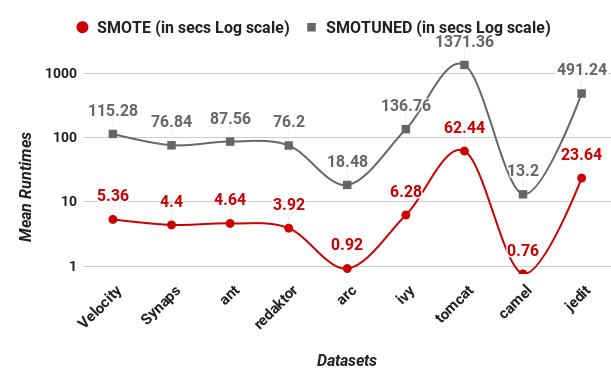 SMOTE (in secs Log scale) SMOTUNED (in secs Log scale)
1371.36
1000
491.24
115.28
136.76
76.84 87.56 76.2
62.44
100
18.48
13.2
23.64
5.36 4.4 4.64 3.92
6.28
10
0.92
0.76
1
Mean Runtimes
Velocity Synaps ant redaktor arc ivy tomcat camel jedit
Datasets